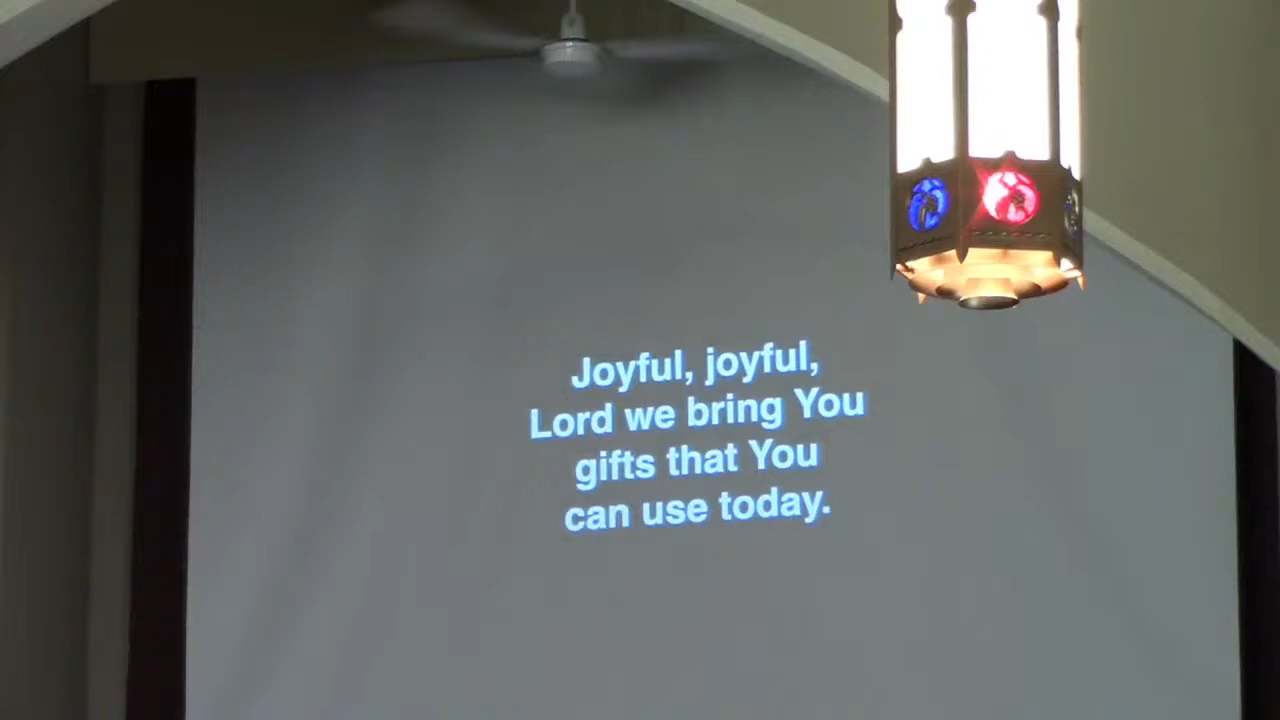 Joyful, joyful,
Lord we bring You
gifts that You
can use today.